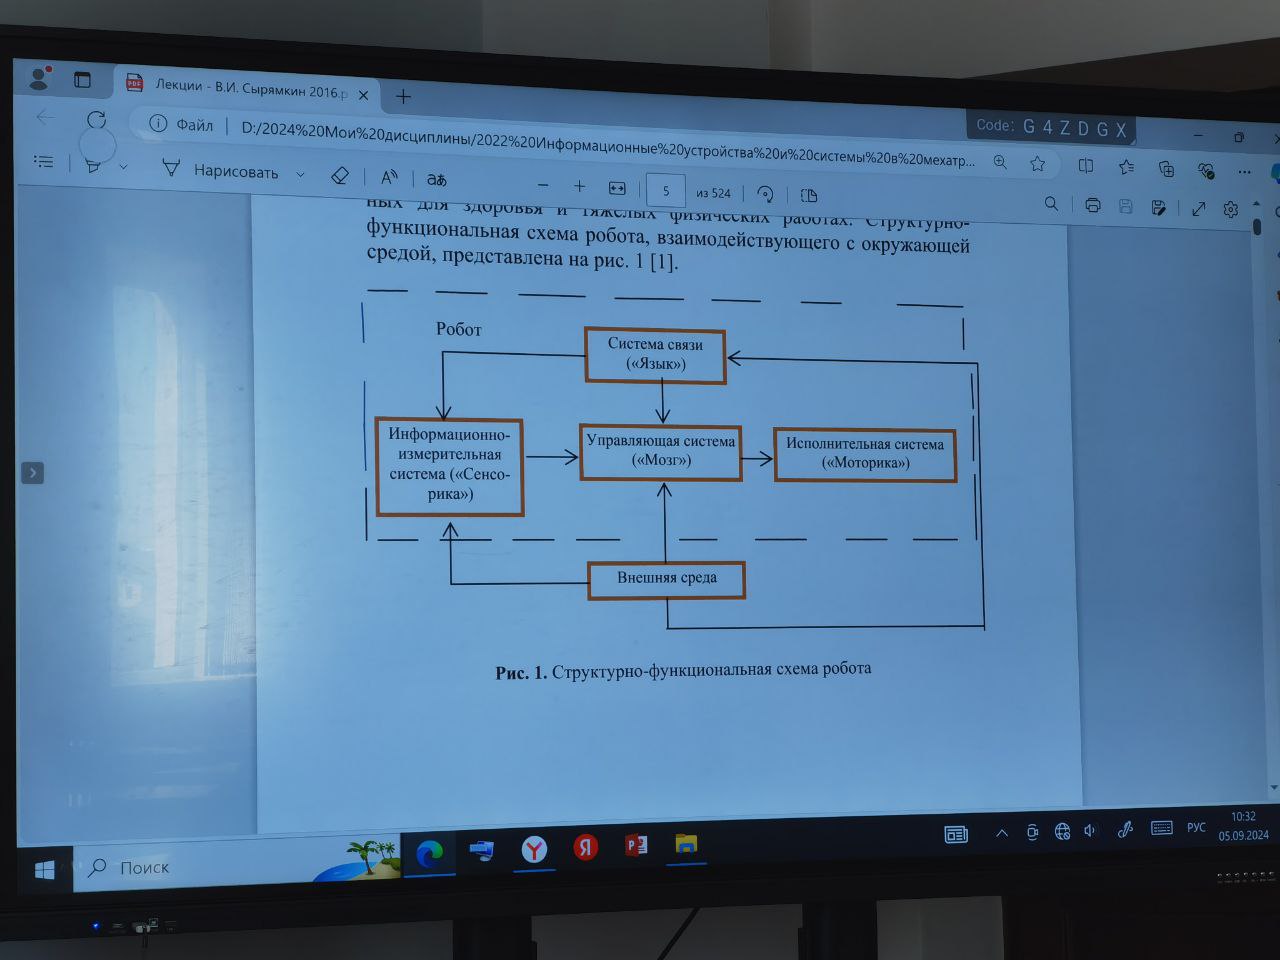 Лекции - В.И. Сырямкин 2016.p
Файл
D:/2024%20Мои%20дисциплины/2022%20Информационные%20устройства%20и%20системы%20в%20мехатр...
Code: G 4 Z D G X
Нарисовать
5 из 524
ных для здоровья и тяжелых физических работах. Структурно-
функциональная схема робота, взаимодействующего с окружающей
средой, представлена на рис. 1 [1].
Робот
Система связи
(«Язык»)
Информационно-
измерительная
система («Сенсо-
рика»)
Управляющая система
(«Мозг»)
Исполнительная система
(«Моторика»)
Внешняя среда
Рис. 1. Структурно-функциональная схема робота
Поиск
РУС
10:32
05.09.2024